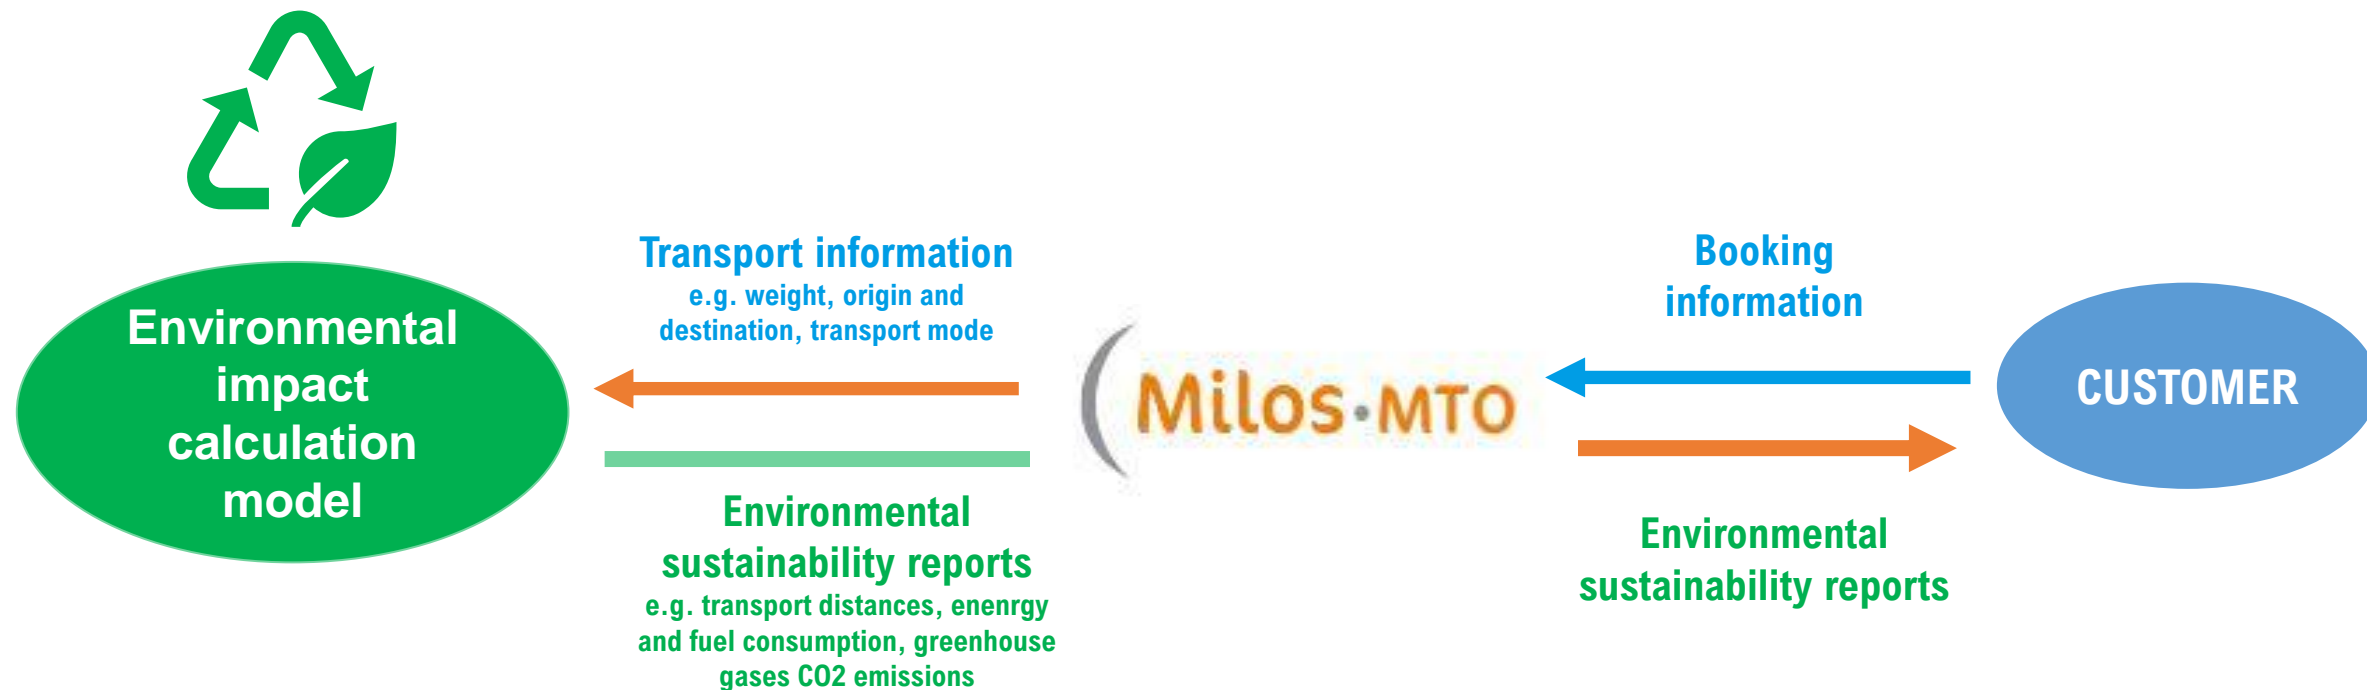 Environmental
impact
calculation
model
Transport information
e.g. weight, origin and
destination, transport mode
Environmental
sustainability reports
e.g. transport distances, enenrgy
and fuel consumption, greenhouse
gases CO2 emissions
Milos·MTO
Booking
information
Environmental
sustainability reports
CUSTOMER